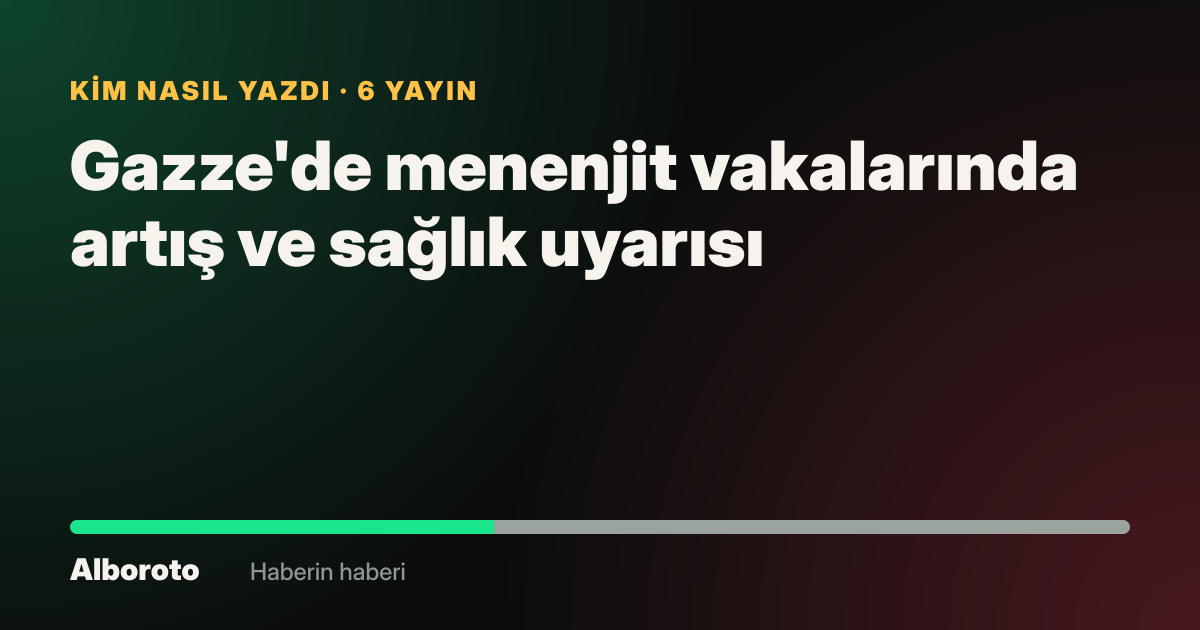 KİM NASIL YAZDI · 6 YAYIN
Gazze'de menenjit vakalarında
artış ve sağlık uyarısı
Alboroto
Haberin haberi